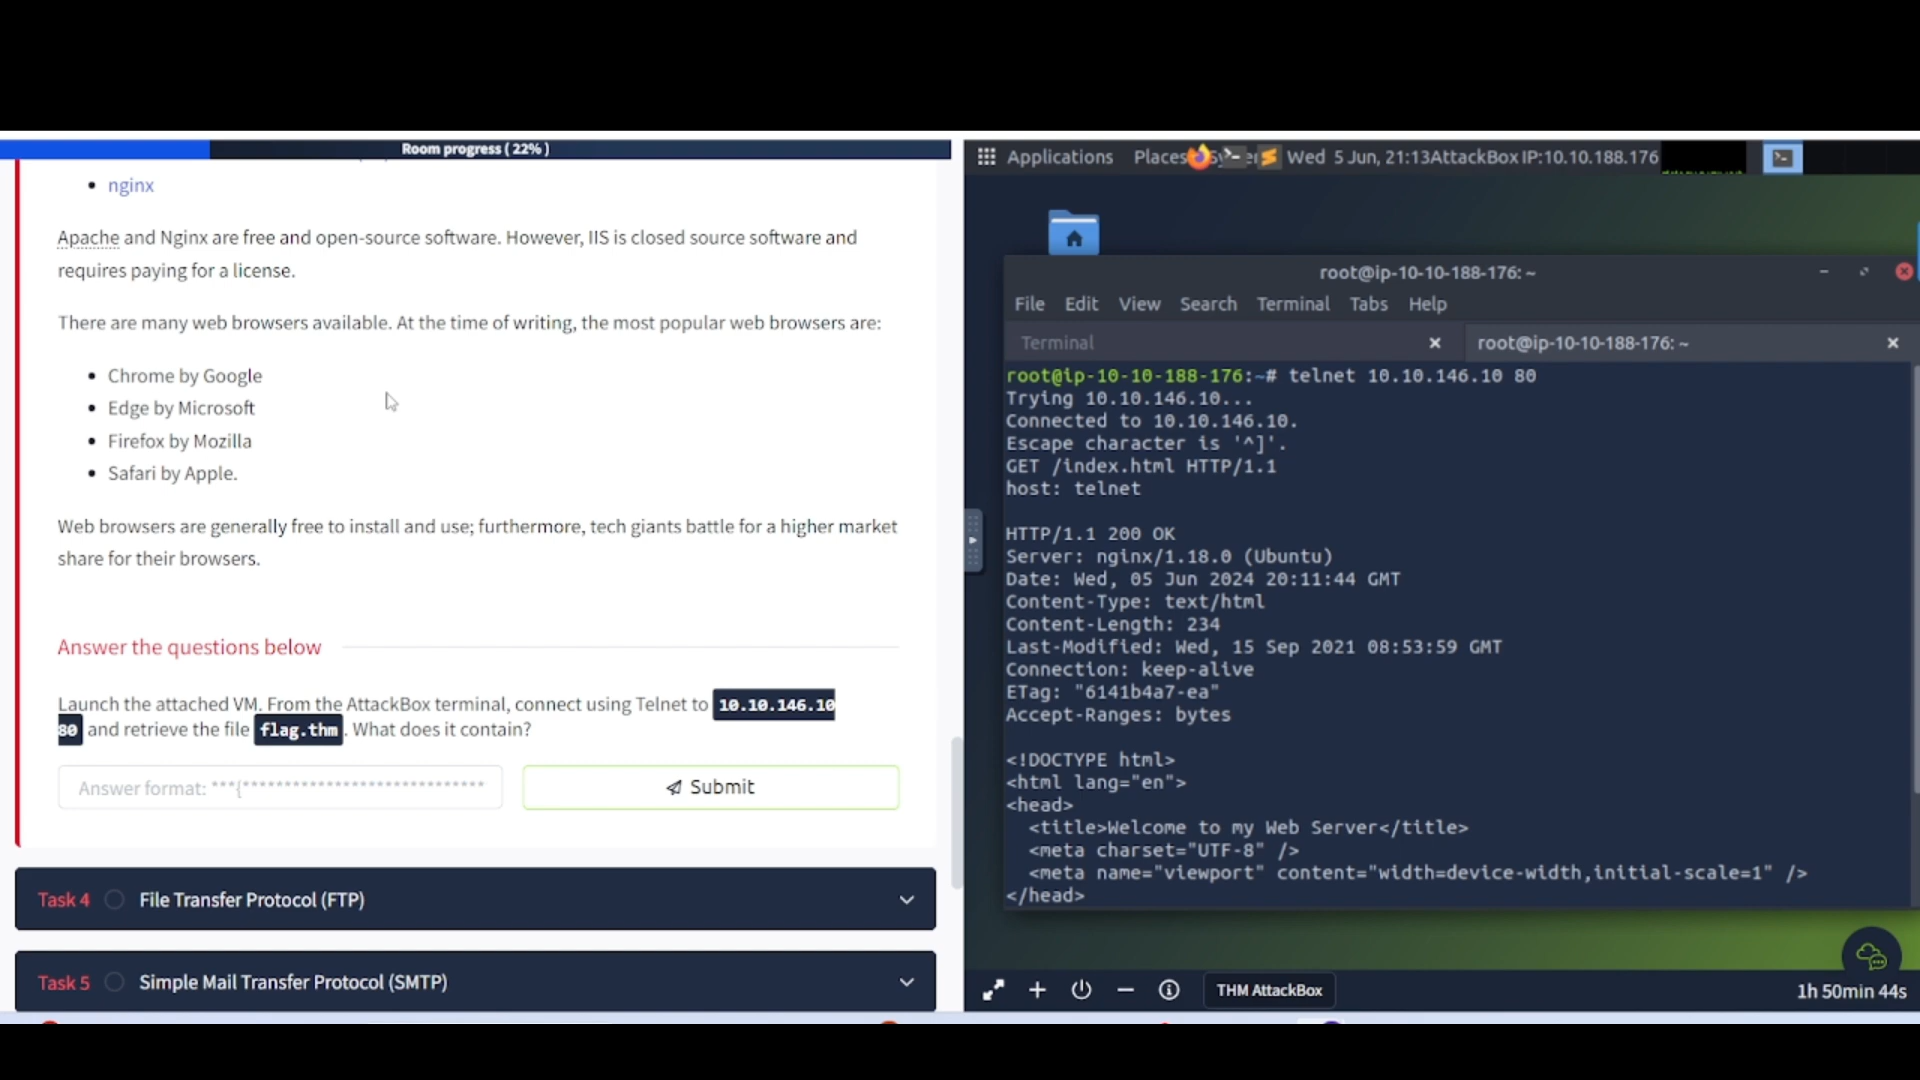 Room progress ( 22% )
nginx
Apache and Nginx are free and open-source software. However, IIS is closed source software and
requires paying for a license.
There are many web browsers available. At the time of writing, the most popular web browsers are:
Chrome by Google
Edge by Microsoft
Firefox by Mozilla
Safari by Apple.
Web browsers are generally free to install and use; furthermore, tech giants battle for a higher market
share for their browsers.
Answer the questions below
Launch the attached VM. From the AttackBox terminal, connect using Telnet to 10.10.146.10
80 and retrieve the file flag.thm . What does it contain?
Answer format: ***{****************************
Submit
Task 4 File Transfer Protocol (FTP)
Task 5 Simple Mail Transfer Protocol (SMTP)
Applications Places Wed 5 Jun, 21:13 AttackBox IP:10.10.188.176
root@ip-10-10-188-176: ~
File Edit View Search Terminal Tabs Help
Terminal
root@ip-10-10-188-176: ~
root@ip-10-10-188-176:~# telnet 10.10.146.10 80
Trying 10.10.146.10...
Connected to 10.10.146.10.
Escape character is '^]'.
GET /index.html HTTP/1.1
host: telnet
HTTP/1.1 200 OK
Server: nginx/1.18.0 (Ubuntu)
Date: Wed, 05 Jun 2024 20:11:44 GMT
Content-Type: text/html
Content-Length: 234
Last-Modified: Wed, 15 Sep 2021 08:53:59 GMT
Connection: keep-alive
ETag: "6141b4a7-ea"
Accept-Ranges: bytes
<!DOCTYPE html>
<html lang="en">
<head>
<title>Welcome to my Web Server</title>
<meta charset="UTF-8" />
<meta name="viewport" content="width=device-width,initial-scale=1" />
</head>
THM AttackBox
1h 50min 44s